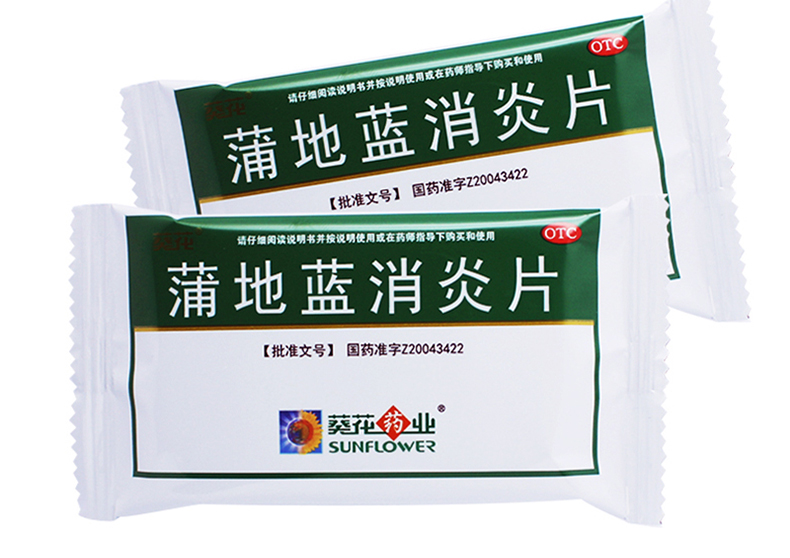 OTC
请仔细阅读说明书并按说明使用或在药师指导下购买和使用
葵花
蒲地蓝消炎片
【批准文号】 国药准字Z20043422
葵花
请仔细阅读说明书并按说明使用或在药师指导下购买和使用
OTC
蒲地蓝消炎片
【批准文号】 国药准字Z20043422
葵花药业®
SUNFLOWER